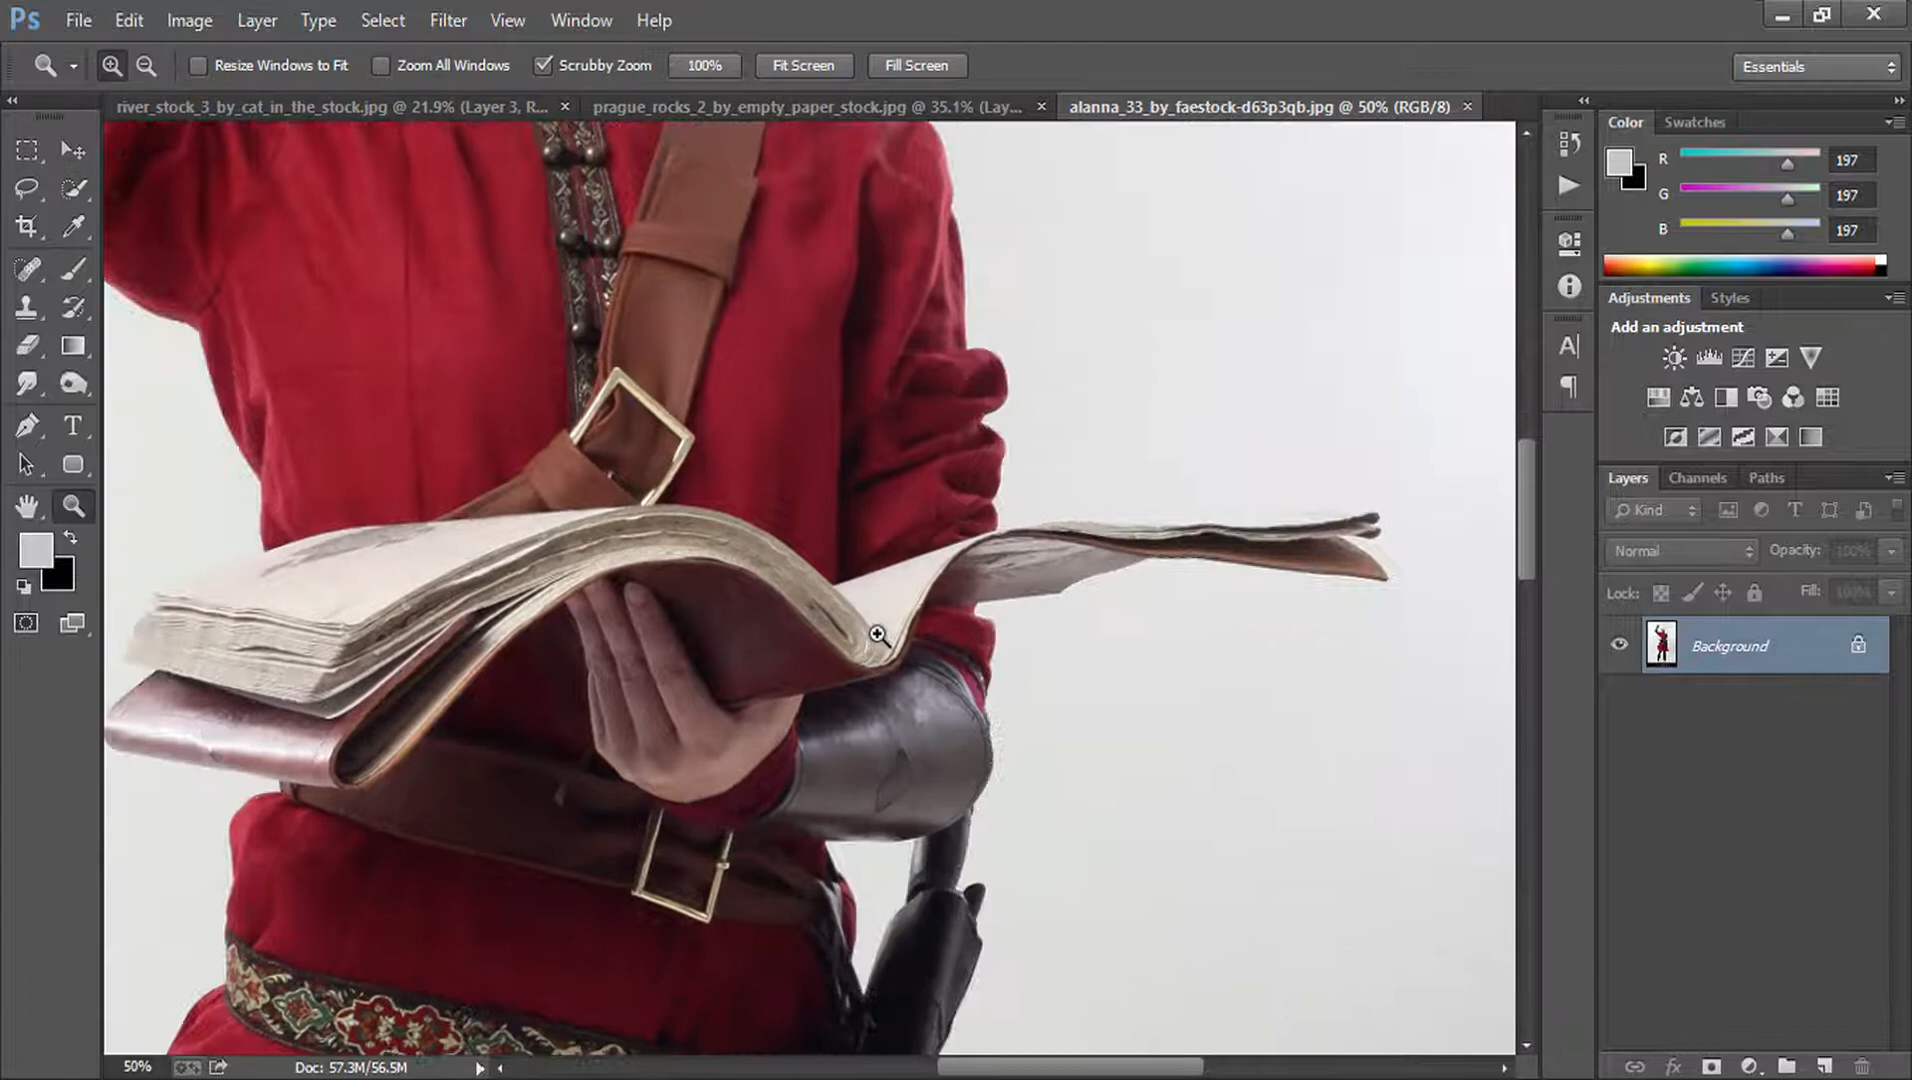 Ps File Edit Image Layer Type Select Filter View Window Help
Resize Windows to Fit Zoom All Windows Scrubby Zoom 100% Fit Screen Fill Screen Essentials
river_stock_3_by_cat_in_the_stock.jpg @ 21.9% (Layer 3, R... prague_rocks_2_by_empty_paper_stock.jpg @ 35.1% (Lay... alanna_33_by_faestock-d63p3qb.jpg @ 50% (RGB/8)
Color Swatches
R 197
G 197
B 197
Adjustments Styles
Add an adjustment
Layers Channels Paths
Kind
Normal Opacity: 100%
Lock: Fill: 100%
Background
50% Doc: 57.3M/56.5M